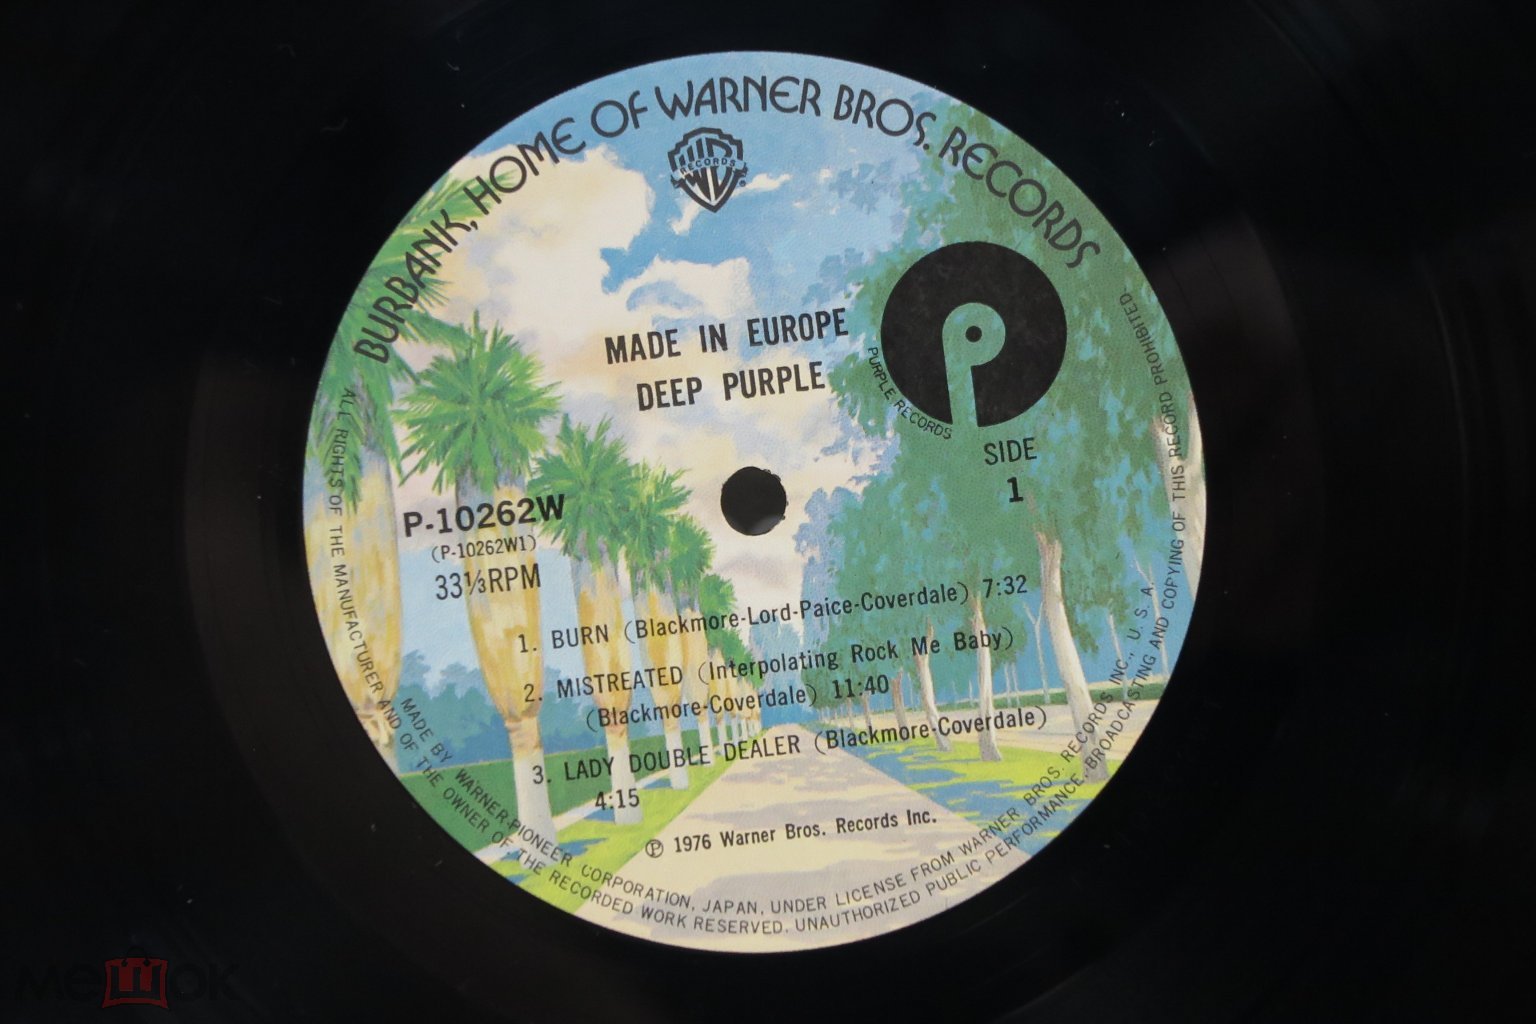 BURBANK, HOME OF WARNER BROS. RECORDS
RECORDS
MADE IN EUROPE
DEEP PURPLE
PURPLE RECORDS
SIDE
1
P-10262W
(P-10262W1)
33⅓RPM
1. BURN (Blackmore-Lord-Paice-Coverdale) 7:32
2. MISTREATED (Interpolating Rock Me Baby)
(Blackmore-Coverdale) 11:40
3. LADY DOUBLE DEALER (Blackmore-Coverdale)
4:15
℗ 1976 Warner Bros. Records Inc.
MADE BY WARNER-PIONEER CORPORATION, JAPAN, UNDER LICENSE FROM WARNER BROS. RECORDS INC., U. S. A.
ALL RIGHTS OF THE MANUFACTURER AND OF THE OWNER OF THE RECORDED WORK RESERVED. UNAUTHORIZED PUBLIC PERFORMANCE, BROADCASTING AND COPYING OF THIS RECORD PROHIBITED.
мешок